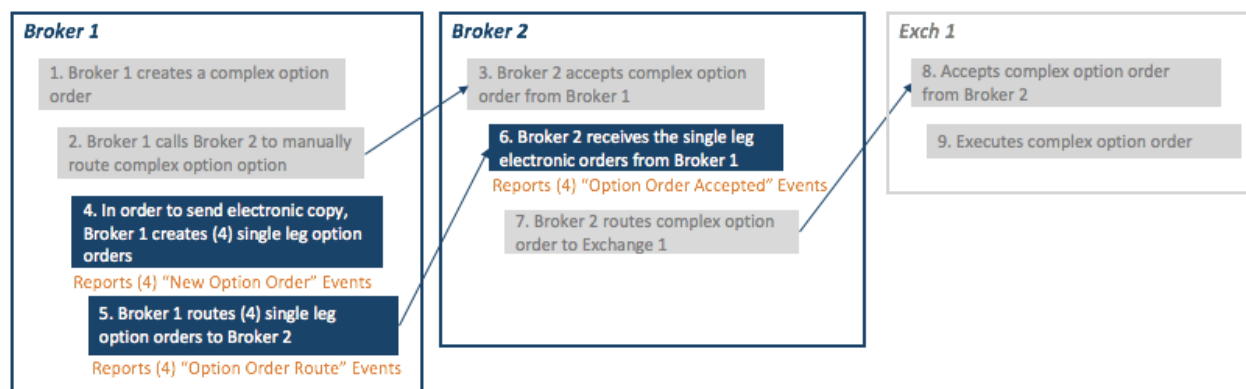 Broker 1
1. Broker 1 creates a complex option
order
2. Broker 1 calls Broker 2 to manually
route complex option option
4. In order to send electronic copy,
Broker 1 creates (4) single leg option
orders
Reports (4) “New Option Order” Events
5. Broker 1 routes (4) single leg
option orders to Broker 2
Reports (4) “Option Order Route” Events
Broker 2
3. Broker 2 accepts complex option
order from Broker 1
6. Broker 2 receives the single leg
electronic orders from Broker 1
Reports (4) “Option Order Accepted” Events
7. Broker 2 routes complex option
order to Exchange 1
Exch 1
8. Accepts complex option order
from Broker 2
9. Executes complex option order